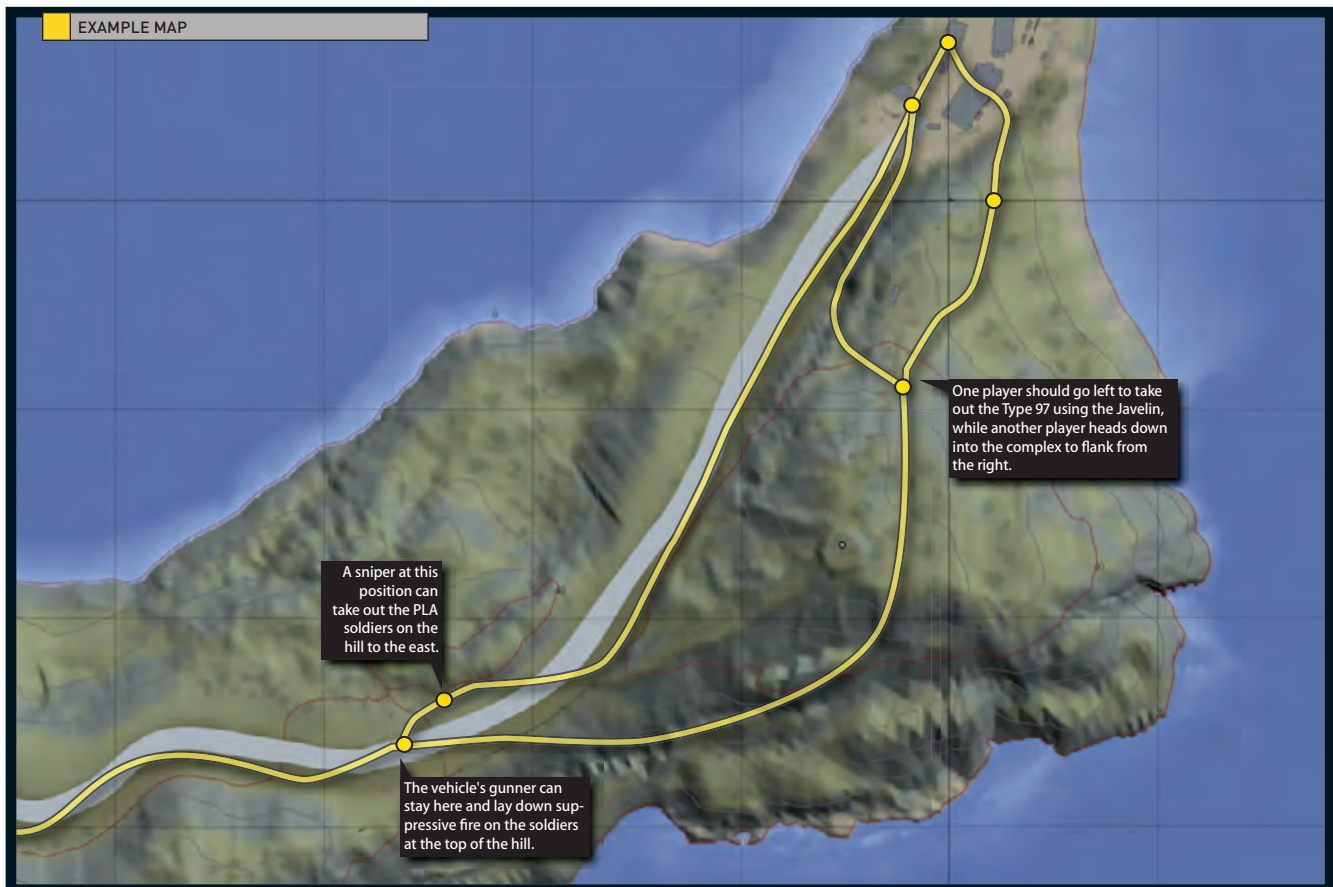 EXAMPLE MAP
One player should go left to take
out the Type 97 using the Javelin,
while another player heads down
into the complex to flank from
the right.
A sniper at this
position can
take out the PLA
soldiers on the
hill to the east.
The vehicle's gunner can
stay here and lay down sup-
pressive fire on the soldiers
at the top of the hill.